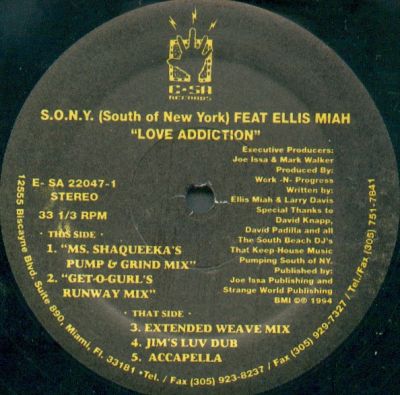 E-SA
RECORDS
S.O.N.Y. (South of New York) FEAT ELLIS MIAH
"LOVE ADDICTION"
Executive Producers:
Joe Issa & Mark Walker
Produced By:
Work -N- Progress
Written by:
Ellis Miah & Larry Davis
Special Thanks to
David Knapp,
David Padilla and all
The South Beach DJ's
That Keep House Music
Pumping South of NY.
Published by:
Joe Issa Publishing and
Strange World Publishing
BMI © ® 1994
E- SA 22047-1
STEREO
33 1/3 RPM
· THIS SIDE ·
1. "MS. SHAQUEEKA'S
PUMP & GRIND MIX"
2. "GET-O-GURL'S
RUNWAY MIX"
· THAT SIDE ·
3. EXTENDED WEAVE MIX
4. JIM'S LUV DUB
5. ACCAPELLA
12555 Biscayne Blvd. Suite 890, Miami, Fl. 33181 • Tel. / Fax (305) 923-8237 / Fax (305) 929-7327 / Tel/Fax (305) 751-7841